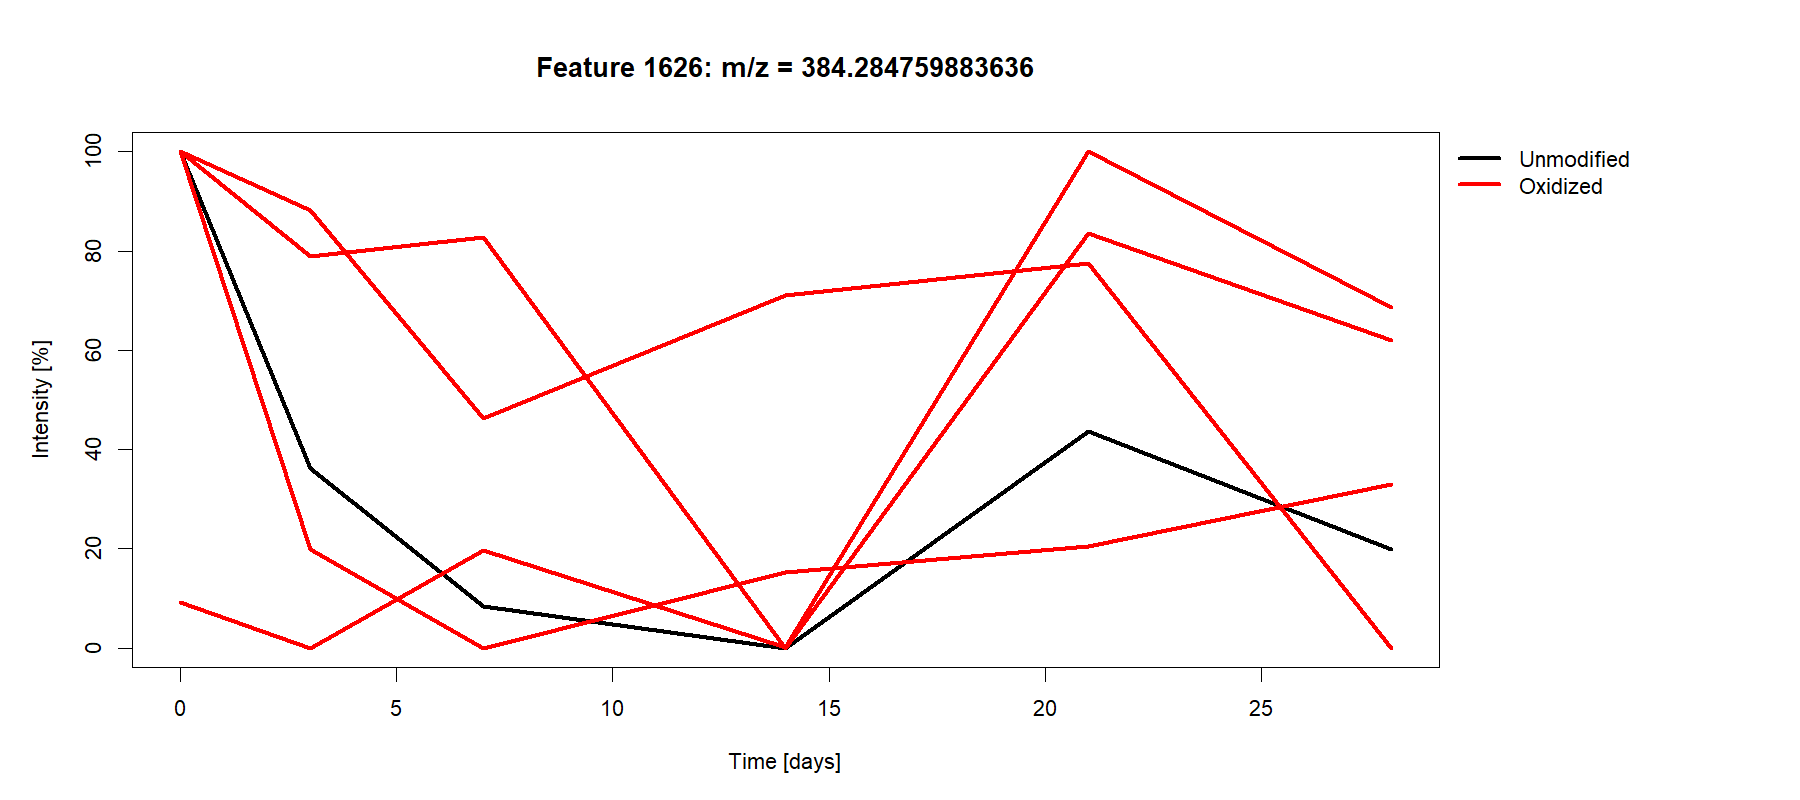 Feature 1626: m/z = 384.284759883636
Unmodified
Oxidized
Intensity [%]
100
80
60
40
20
0
0 5 10 15 20 25
Time [days]